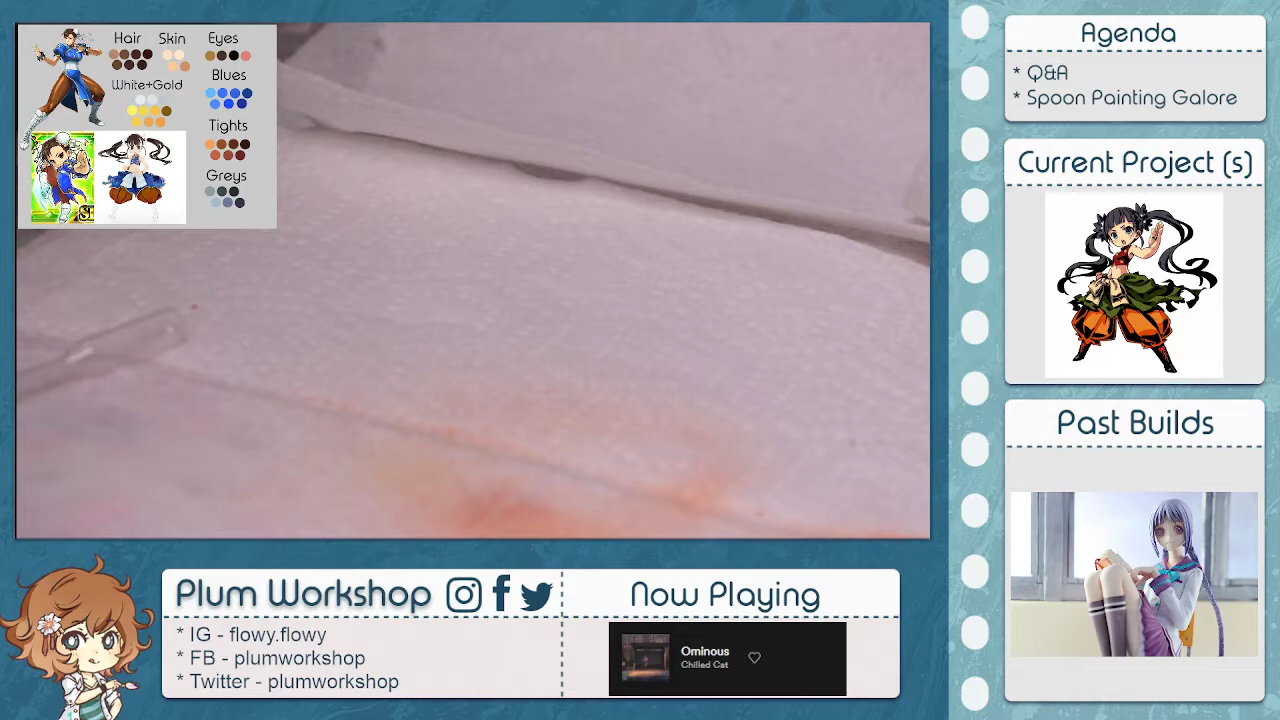 Hair Skin Eyes
White+Gold
Blues
Tights
Greys
Agenda
* Q&A
* Spoon Painting Galore
Current Project (s)
Past Builds
Plum Workshop
* IG - flowy.flowy
* FB - plumworkshop
* Twitter - plumworkshop
Now Playing
Ominous
Chilled Cat